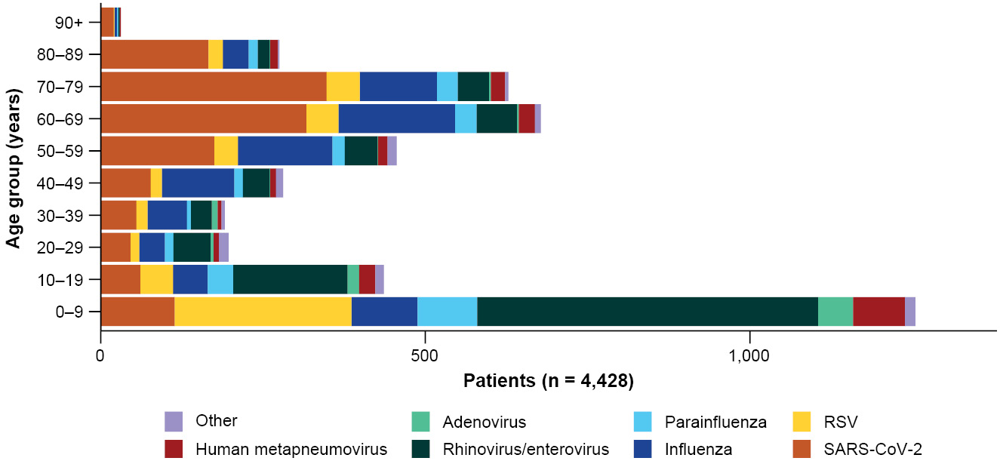 90+
80–89
70–79
60–69
50–59
40–49
30–39
20–29
10–19
0–9
Age group (years)
0 500 1,000
Patients (n = 4,428)
Other Adenovirus Parainfluenza RSV
Human metapneumovirus Rhinovirus/enterovirus Influenza SARS-CoV-2